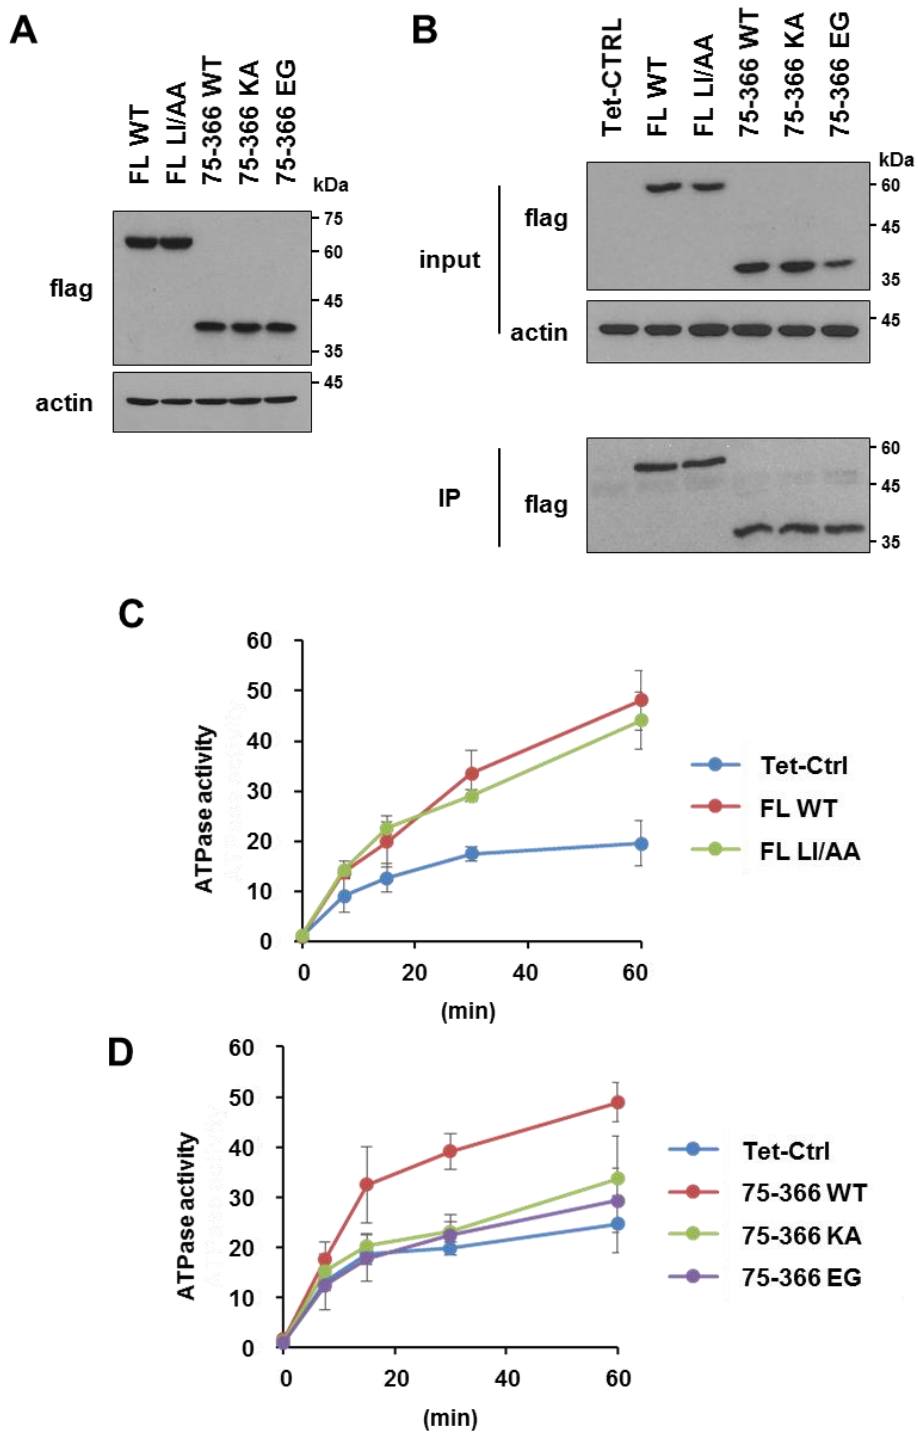 A
FL WT
FL LI/AA
75-366 WT
75-366 KA
75-366 EG
kDa
flag
75
60
45
35
actin
45
B
Tet-CTRL
FL WT
FL LI/AA
75-366 WT
75-366 KA
75-366 EG
kDa
input
flag
60
45
35
actin
45
IP
flag
60
45
35
C
ATPase activity
60
50
40
30
20
10
0
0 20 40 60
(min)
Tet-Ctrl
FL WT
FL LI/AA
D
ATPase activity
60
50
40
30
20
10
0
0 20 40 60
(min)
Tet-Ctrl
75-366 WT
75-366 KA
75-366 EG